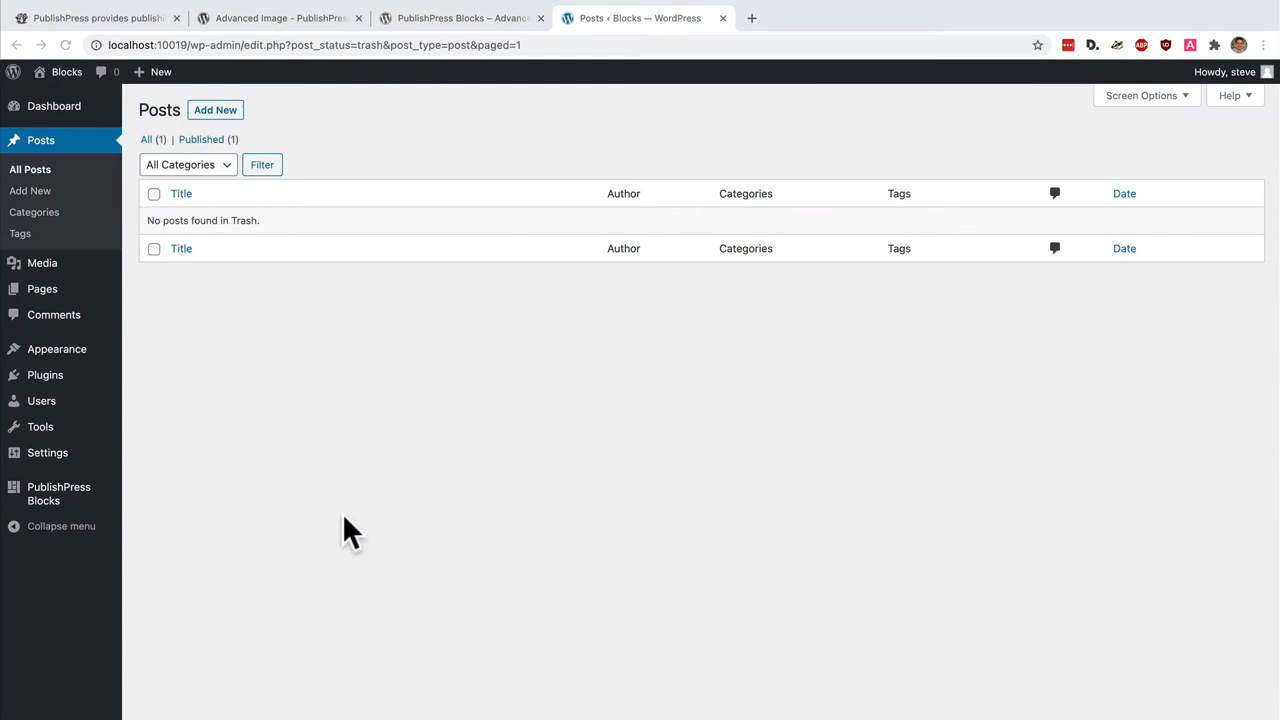 PublishPress provides publishi
Advanced Image - PublishPres
PublishPress Blocks – Advance
Posts ‹ Blocks — WordPress
localhost:10019/wp-admin/edit.php?post_status=trash&post_type=post&paged=1
Blocks 0 New Howdy, steve
Screen Options Help
Dashboard
Posts
All Posts
Add New
Categories
Tags
Media
Pages
Comments
Appearance
Plugins
Users
Tools
Settings
PublishPress
Blocks
Collapse menu
Posts Add New
All (1) | Published (1)
All Categories Filter
Title Author Categories Tags Date
No posts found in Trash.
Title Author Categories Tags Date